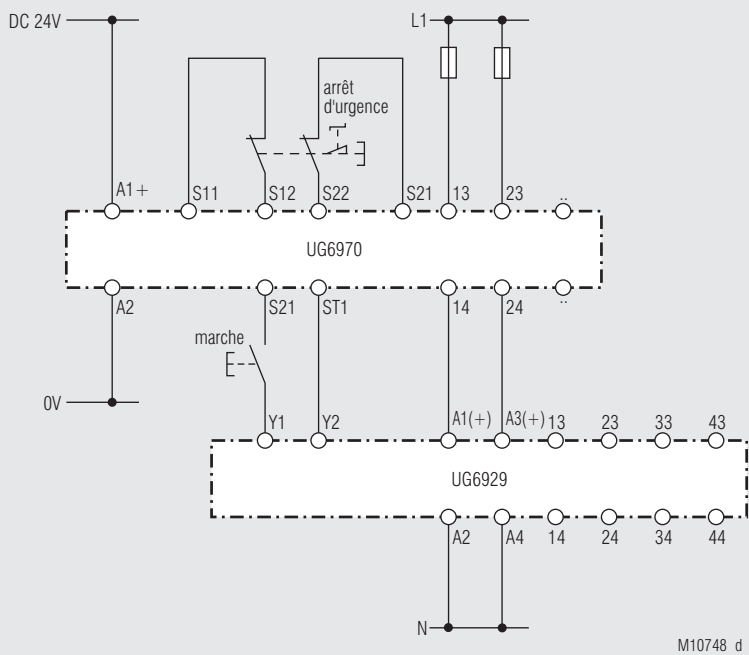 DC 24V
L1
arrêt
d'urgence
A1+ S11 S12 S22 S21 13 23 ..
UG6970
A2 S21 ST1 14 24 ..
marche
0V
Y1 Y2 A1(+) A3(+) 13 23 33 43
UG6929
A2 A4 14 24 34 44
N
M10748_d